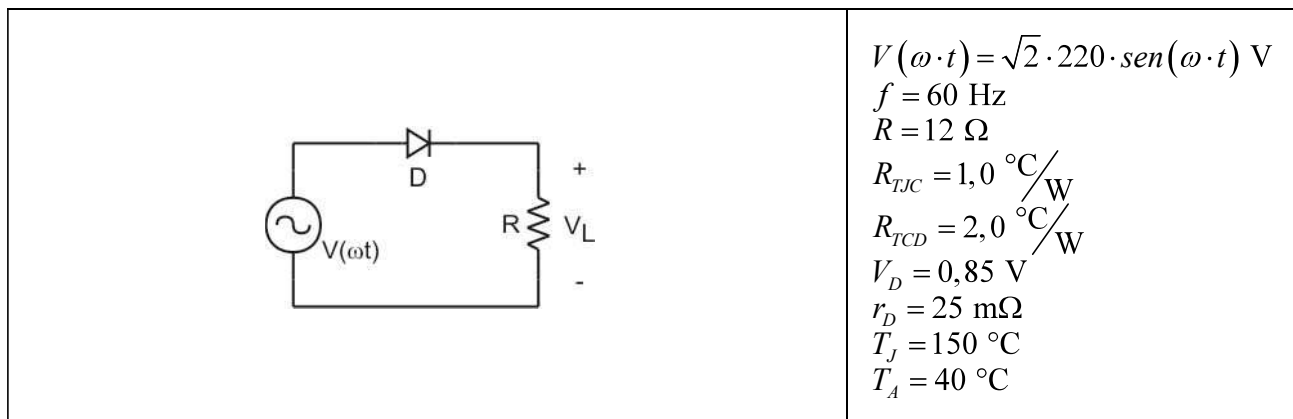 D
R
+
V_L
-
V(ωt)
V(ω·t)=√2·220·sen(ω·t) V
f=60 Hz
R=12 Ω
R_TJC=1,0 °C/W
R_TCD=2,0 °C/W
V_D=0,85 V
r_D=25 mΩ
T_J=150 °C
T_A=40 °C